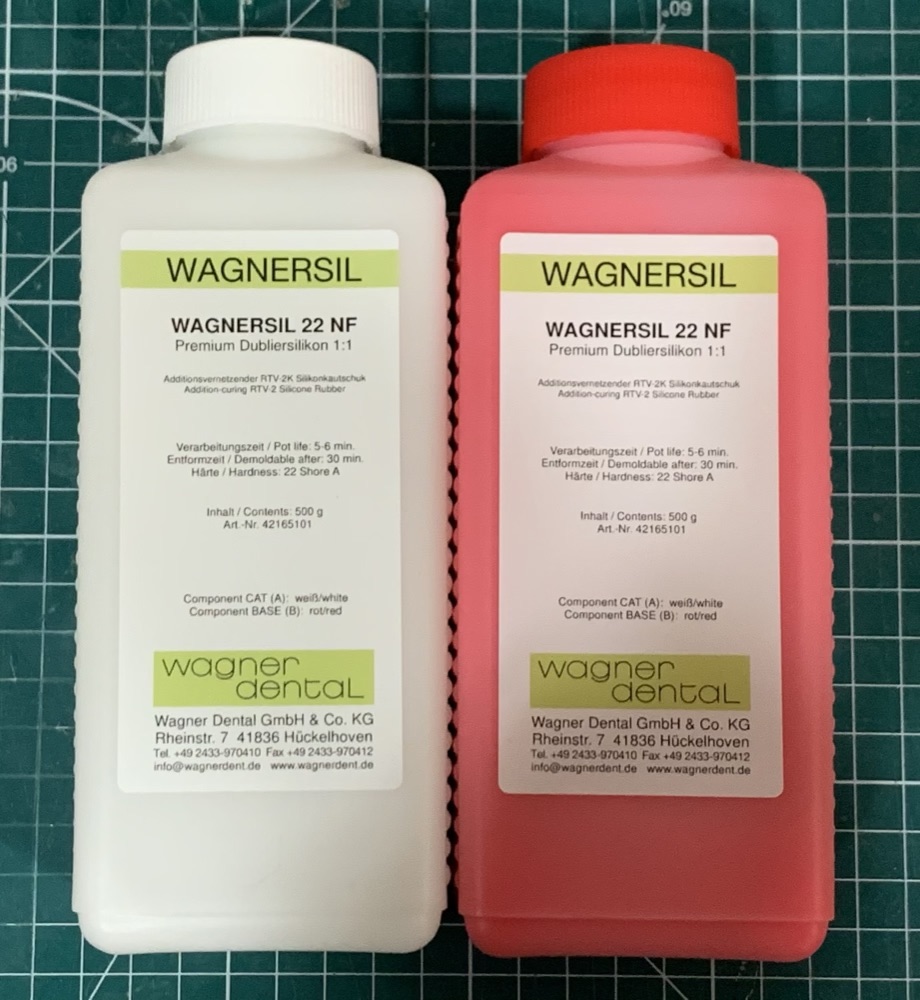 .09
06
WAGNERSIL
WAGNERSIL 22 NF
Premium Dubliersilikon 1:1
Additionsvernetzender RTV-2K Silikonkautschuk
Addition-curing RTV-2 Silicone Rubber
Verarbeitungszeit / Pot life: 5-6 min.
Entformzeit / Demoldable after: 30 min.
Härte / Hardness: 22 Shore A
Inhalt / Contents: 500 g
Art.-Nr. 42165101
Component CAT (A): weiß/white
Component BASE (B): rot/red
wagner
dental
Wagner Dental GmbH & Co. KG
Rheinstr. 7 41836 Hückelhoven
Tel. +49 2433-970410 Fax +49 2433-970412
info@wagnerdent.de www.wagnerdent.de
WAGNERSIL
WAGNERSIL 22 NF
Premium Dubliersilikon 1:1
Additionsvernetzender RTV-2K Silikonkautschuk
Addition-curing RTV-2 Silicone Rubber
Verarbeitungszeit / Pot life: 5-6 min.
Entformzeit / Demoldable after: 30 min.
Härte / Hardness: 22 Shore A
Inhalt / Contents: 500 g
Art.-Nr. 42165101
Component CAT (A): weiß/white
Component BASE (B): rot/red
wagner
dental
Wagner Dental GmbH & Co. KG
Rheinstr. 7 41836 Hückelhoven
Tel. +49 2433-970410 Fax +49 2433-970412
info@wagnerdent.de www.wagnerdent.de